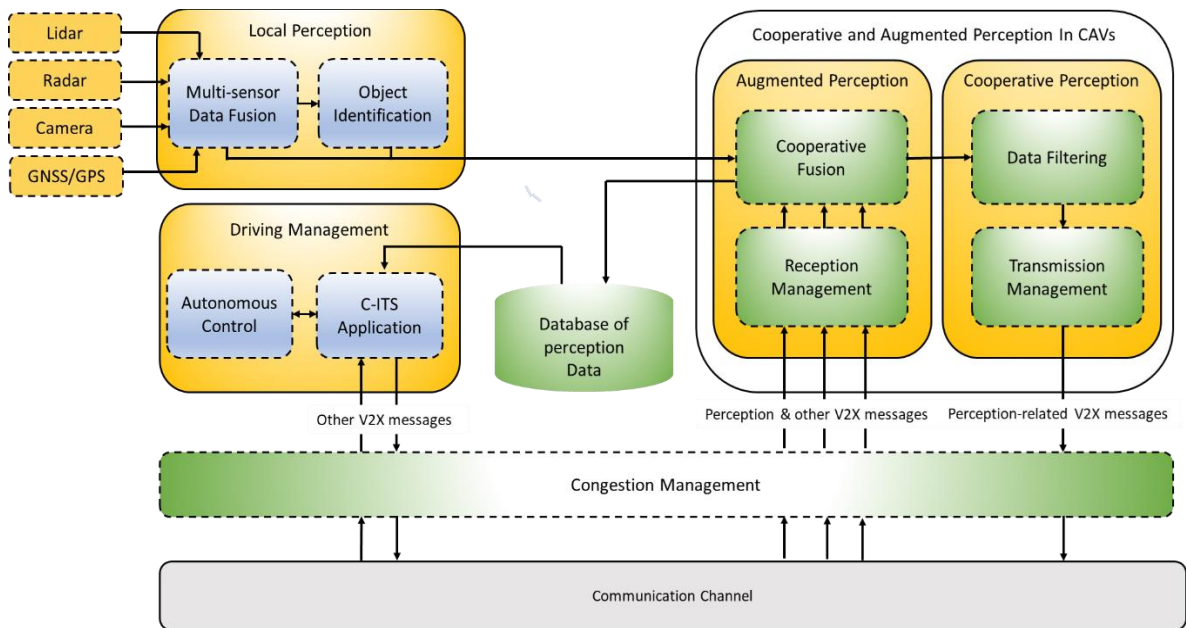 Lidar
Radar
Camera
GNSS/GPS
Local Perception
Multi-sensor
Data Fusion
Object
Identification
Driving Management
Autonomous
Control
C-ITS
Application
Database of
perception
Data
Cooperative and Augmented Perception In CAVs
Augmented Perception
Cooperative
Fusion
Reception
Management
Cooperative Perception
Data Filtering
Transmission
Management
Other V2X messages
Perception & other V2X messages
Perception-related V2X messages
Congestion Management
Communication Channel